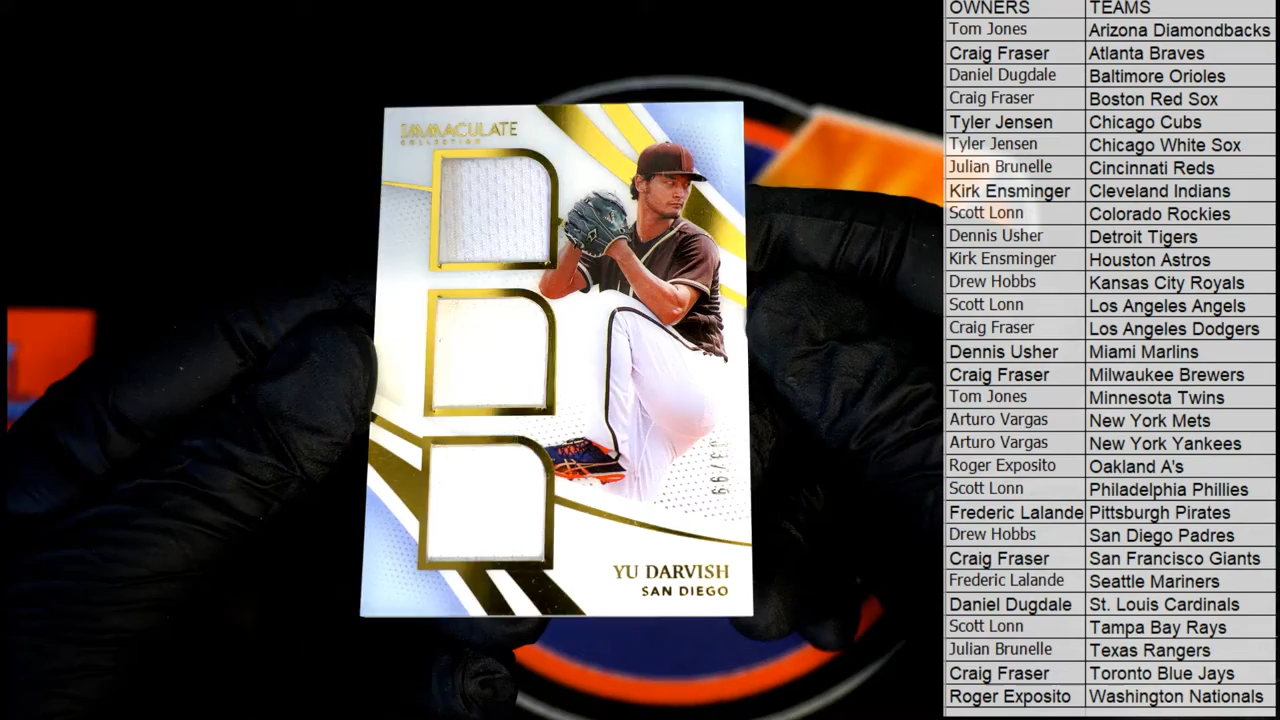 IMMACULATE
COLLECTION
YU DARVISH
SAN DIEGO
OWNERS TEAMS
Tom Jones Arizona Diamondbacks
Craig Fraser Atlanta Braves
Daniel Dugdale Baltimore Orioles
Craig Fraser Boston Red Sox
Tyler Jensen Chicago Cubs
Tyler Jensen Chicago White Sox
Julian Brunelle Cincinnati Reds
Kirk Ensminger Cleveland Indians
Scott Lonn Colorado Rockies
Dennis Usher Detroit Tigers
Kirk Ensminger Houston Astros
Drew Hobbs Kansas City Royals
Scott Lonn Los Angeles Angels
Craig Fraser Los Angeles Dodgers
Dennis Usher Miami Marlins
Craig Fraser Milwaukee Brewers
Tom Jones Minnesota Twins
Arturo Vargas New York Mets
Arturo Vargas New York Yankees
Roger Exposito Oakland A's
Scott Lonn Philadelphia Phillies
Frederic Lalande Pittsburgh Pirates
Drew Hobbs San Diego Padres
Craig Fraser San Francisco Giants
Frederic Lalande Seattle Mariners
Daniel Dugdale St. Louis Cardinals
Scott Lonn Tampa Bay Rays
Julian Brunelle Texas Rangers
Craig Fraser Toronto Blue Jays
Roger Exposito Washington Nationals